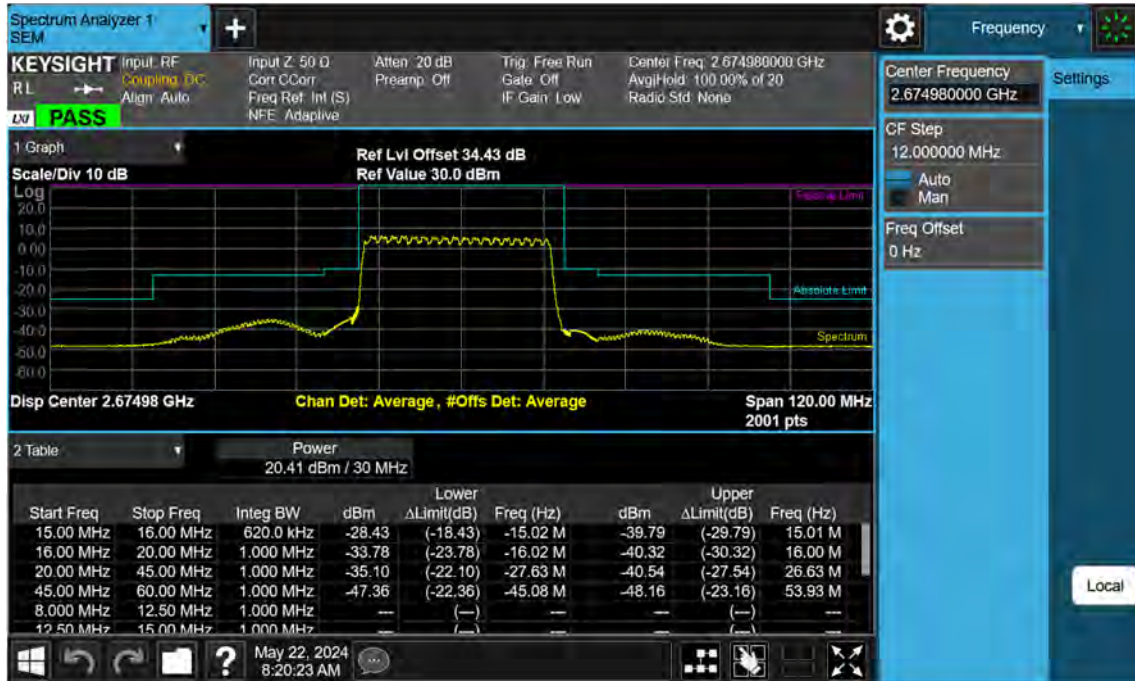 Spectrum Analyzer 1
SEM
+
Frequency
KEYSIGHT
RL
LXI
PASS
Input: RF
Coupling: DC
Align: Auto
Input Z: 50 Ω
Corr CCorr
Freq Ref: Int (S)
NFE: Adaptive
Atten: 20 dB
Preamp: Off
Trig: Free Run
Gate: Off
IF Gain: Low
Center Freq: 2.674980000 GHz
Avg|Hold: 100.00% of 20
Radio Std: None
Center Frequency
2.674980000 GHz
Settings
CF Step
12.000000 MHz
Auto
Man
Freq Offset
0 Hz
1 Graph
Scale/Div 10 dB
Ref Lvl Offset 34.43 dB
Ref Value 30.0 dBm
Log
20.0
10.0
0.00
-10.0
-20.0
-30.0
-40.0
-50.0
-60.0
Absolute Limit
Spectrum
Disp Center 2.67498 GHz
Chan Det: Average, #Offs Det: Average
Span 120.00 MHz
2001 pts
2 Table
Power
20.41 dBm / 30 MHz
Lower Upper
Start Freq Stop Freq Integ BW dBm ΔLimit(dB) Freq (Hz) dBm ΔLimit(dB) Freq (Hz)
15.00 MHz 16.00 MHz 620.0 kHz -28.43 (-18.43) -15.02 M -39.79 (-29.79) 15.01 M
16.00 MHz 20.00 MHz 1.000 MHz -33.78 (-23.78) -16.02 M -40.32 (-30.32) 16.00 M
20.00 MHz 45.00 MHz 1.000 MHz -35.10 (-22.10) -27.63 M -40.54 (-27.54) 26.63 M
45.00 MHz 60.00 MHz 1.000 MHz -47.36 (-22.36) -45.08 M -48.16 (-23.16) 53.93 M
8.000 MHz 12.50 MHz 1.000 MHz --- (---) --- --- (---) ---
12.50 MHz 15.00 MHz 1.000 MHz --- (---) --- --- (---) ---
Local
?
May 22, 2024
8:20:23 AM